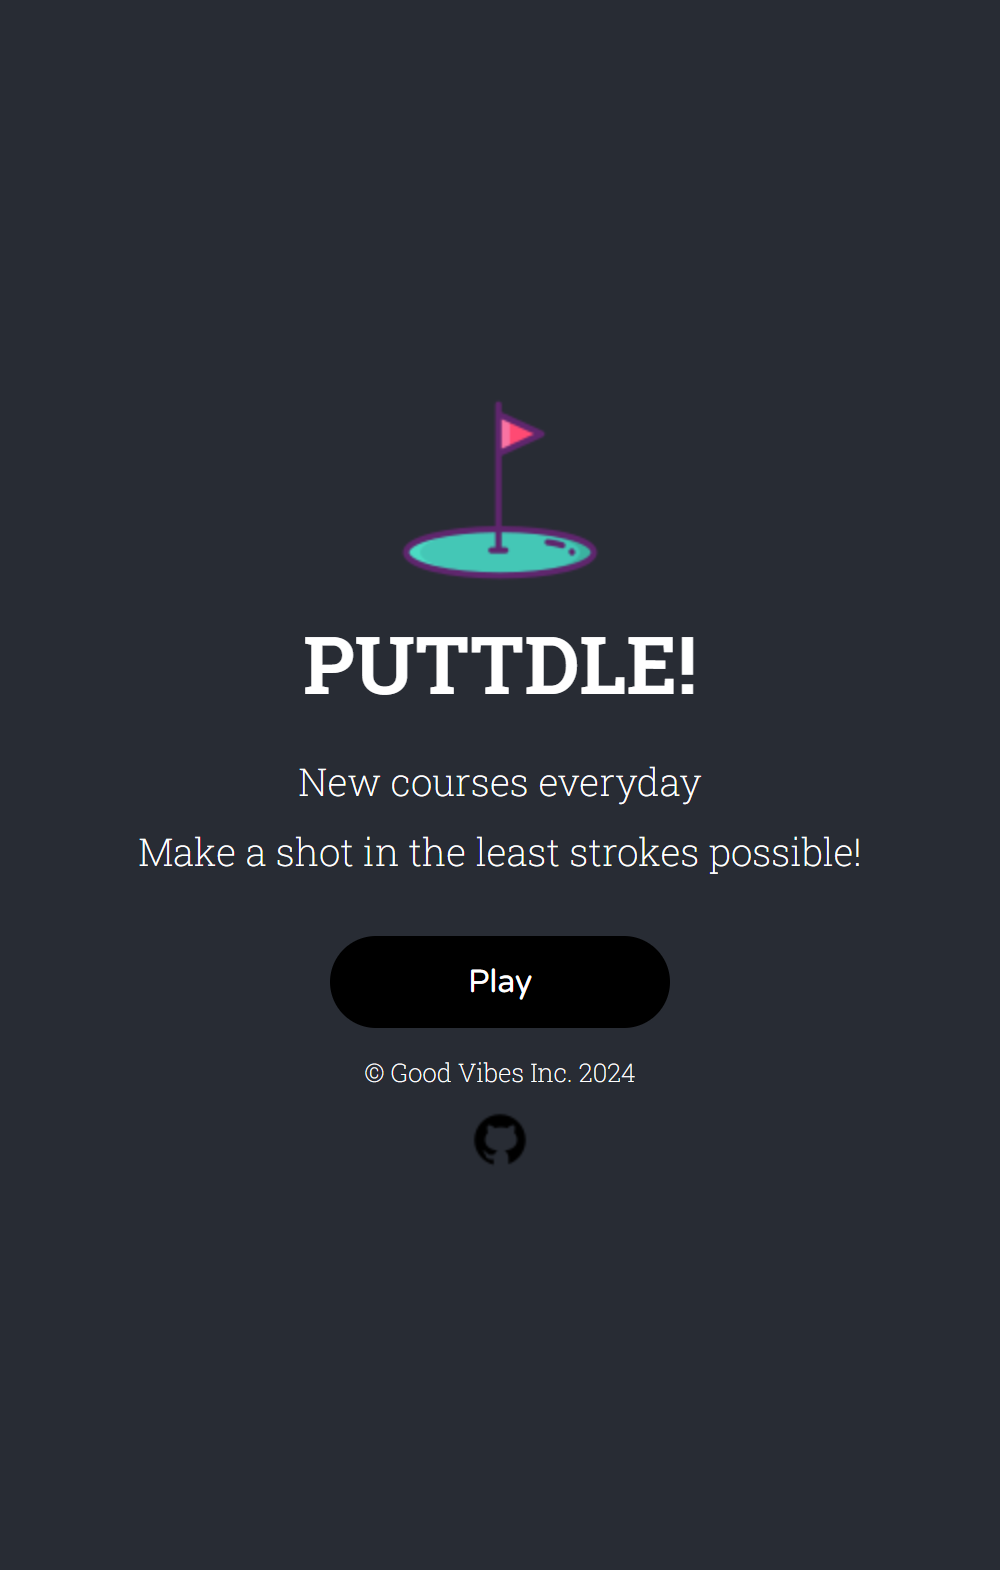 PUTTDLE!
New courses everyday
Make a shot in the least strokes possible!
Play
© Good Vibes Inc. 2024